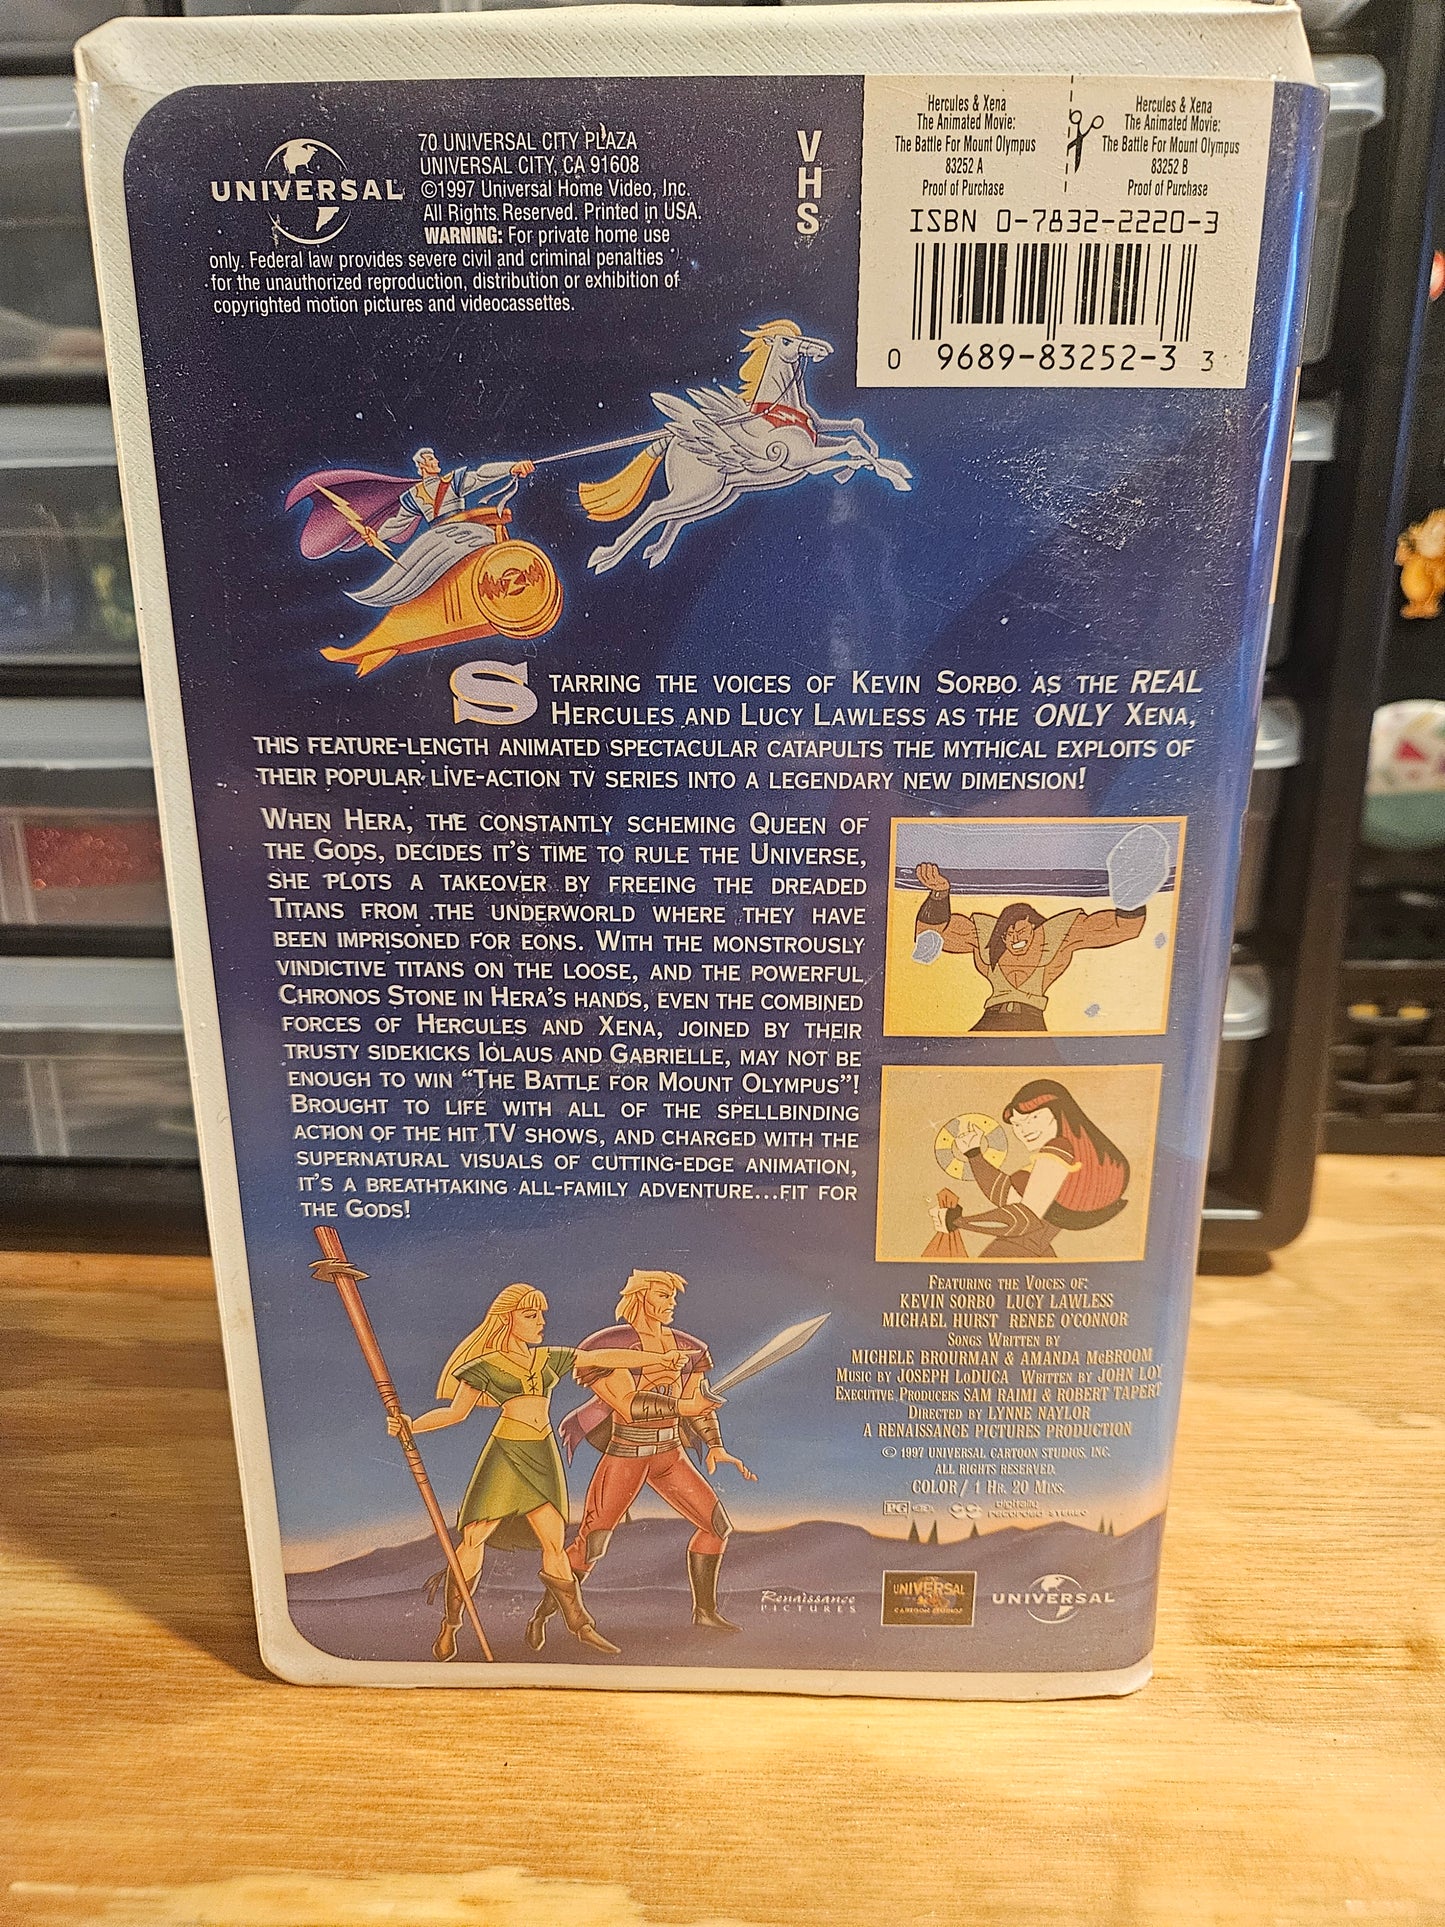 UNIVERSAL
70 UNIVERSAL CITY PLAZA
UNIVERSAL CITY, CA 91608
©1997 Universal Home Video, Inc.
All Rights Reserved. Printed in USA.
WARNING: For private home use
only. Federal law provides severe civil and criminal penalties
for the unauthorized reproduction, distribution or exhibition of
copyrighted motion pictures and videocassettes.
VHS
Hercules & Xena
The Animated Movie:
The Battle For Mount Olympus
83252 A
Proof of Purchase
Hercules & Xena
The Animated Movie:
The Battle For Mount Olympus
83252 B
Proof of Purchase
ISBN 0-7832-2220-3
0 9689-83252-3 3
STARRING THE VOICES OF KEVIN SORBO AS THE REAL
HERCULES AND LUCY LAWLESS AS THE ONLY XENA,
THIS FEATURE-LENGTH ANIMATED SPECTACULAR CATAPULTS THE MYTHICAL EXPLOITS OF
THEIR POPULAR LIVE-ACTION TV SERIES INTO A LEGENDARY NEW DIMENSION!
WHEN HERA, THE CONSTANTLY SCHEMING QUEEN OF
THE GODS, DECIDES IT'S TIME TO RULE THE UNIVERSE,
SHE PLOTS A TAKEOVER BY FREEING THE DREADED
TITANS FROM THE UNDERWORLD WHERE THEY HAVE
BEEN IMPRISONED FOR EONS. WITH THE MONSTROUSLY
VINDICTIVE TITANS ON THE LOOSE, AND THE POWERFUL
CHRONOS STONE IN HERA'S HANDS, EVEN THE COMBINED
FORCES OF HERCULES AND XENA, JOINED BY THEIR
TRUSTY SIDEKICKS IOLAUS AND GABRIELLE, MAY NOT BE
ENOUGH TO WIN "THE BATTLE FOR MOUNT OLYMPUS"!
BROUGHT TO LIFE WITH ALL OF THE SPELLBINDING
ACTION OF THE HIT TV SHOWS, AND CHARGED WITH THE
SUPERNATURAL VISUALS OF CUTTING-EDGE ANIMATION,
IT'S A BREATHTAKING ALL-FAMILY ADVENTURE...FIT FOR
THE GODS!
FEATURING THE VOICES OF:
KEVIN SORBO LUCY LAWLESS
MICHAEL HURST RENEE O'CONNOR
SONGS WRITTEN BY
MICHELE BROURMAN & AMANDA McBROOM
MUSIC BY JOSEPH LoDUCA WRITTEN BY JOHN LOY
EXECUTIVE PRODUCERS SAM RAIMI & ROBERT TAPERT
DIRECTED BY LYNNE NAYLOR
A RENAISSANCE PICTURES PRODUCTION
© 1997 UNIVERSAL CARTOON STUDIOS, INC.
ALL RIGHTS RESERVED.
COLOR / 1 HR. 20 MINS.
PG
digitally
RECORDED STEREO
Renaissance
PICTURES
UNIVERSAL
CARTOON STUDIOS
UNIVERSAL